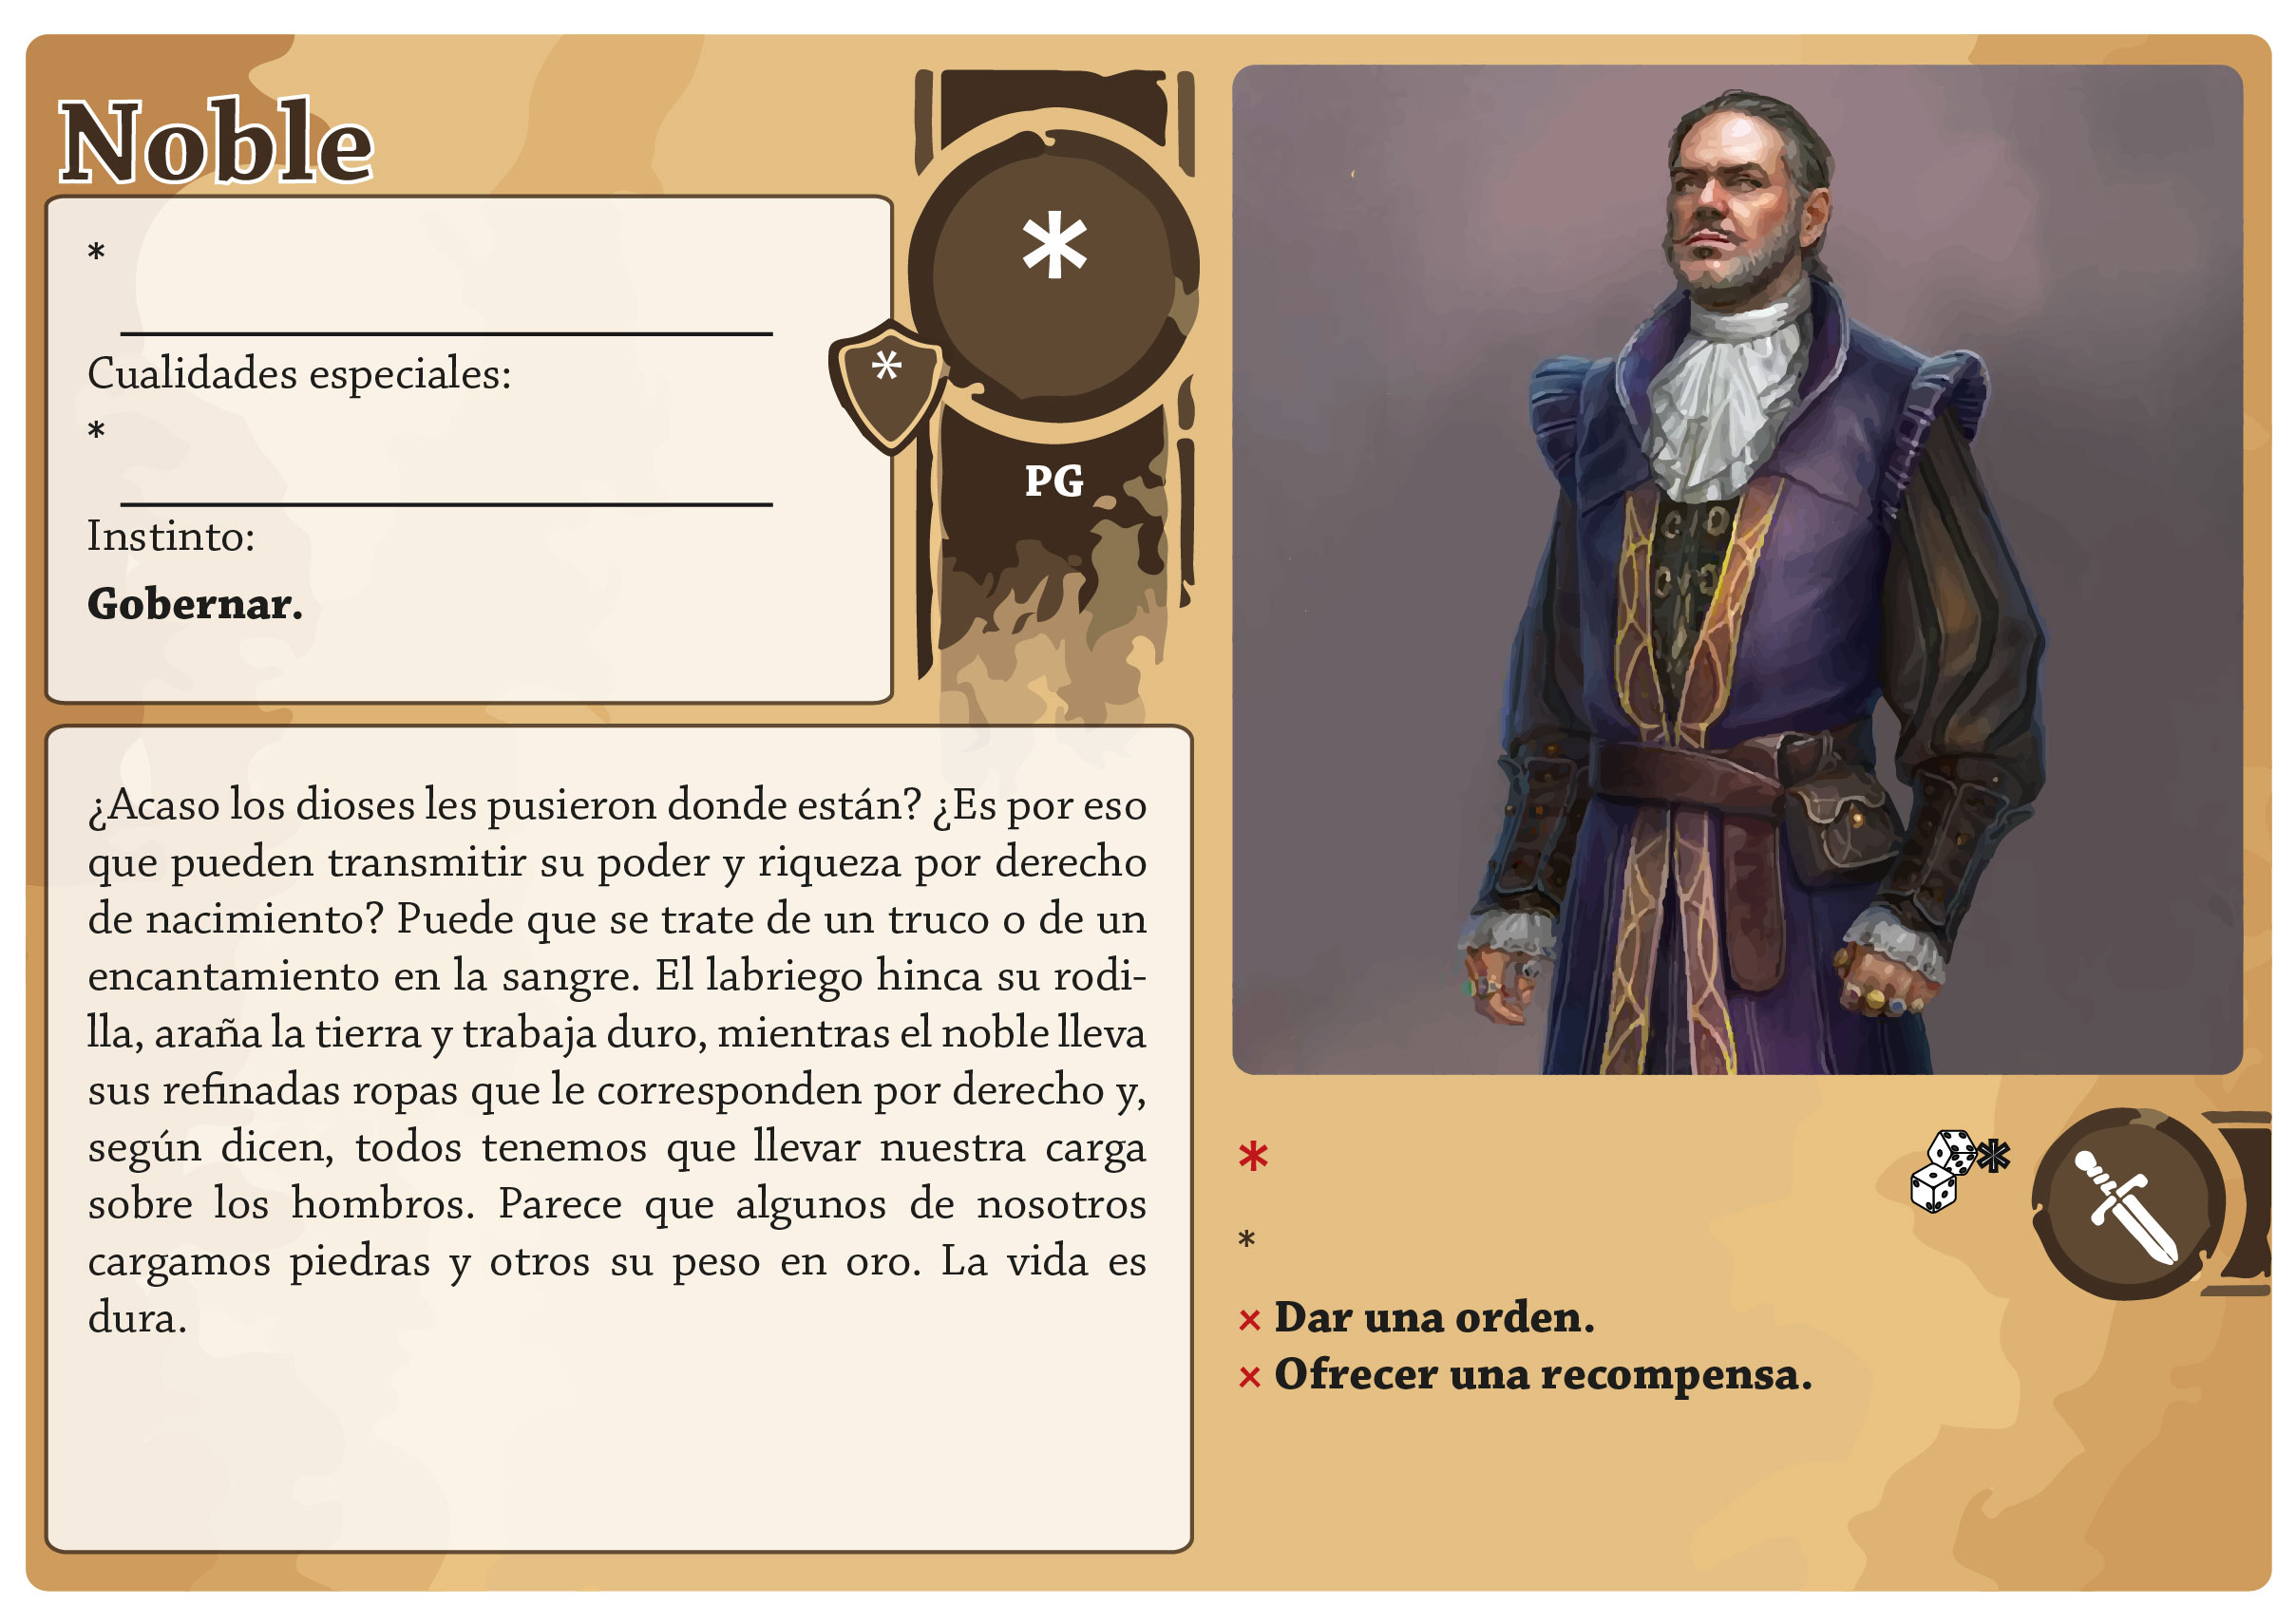 Noble
*
Cualidades especiales:
*
Instinto:
Gobernar.
*
*
PG
¿Acaso los dioses les pusieron donde están? ¿Es por eso
que pueden transmitir su poder y riqueza por derecho
de nacimiento? Puede que se trate de un truco o de un
encantamiento en la sangre. El labriego hinca su rodi-
lla, araña la tierra y trabaja duro, mientras el noble lleva
sus refinadas ropas que le corresponden por derecho y,
según dicen, todos tenemos que llevar nuestra carga
sobre los hombros. Parece que algunos de nosotros
cargamos piedras y otros su peso en oro. La vida es
dura.
* *
*
× Dar una orden.
× Ofrecer una recompensa.